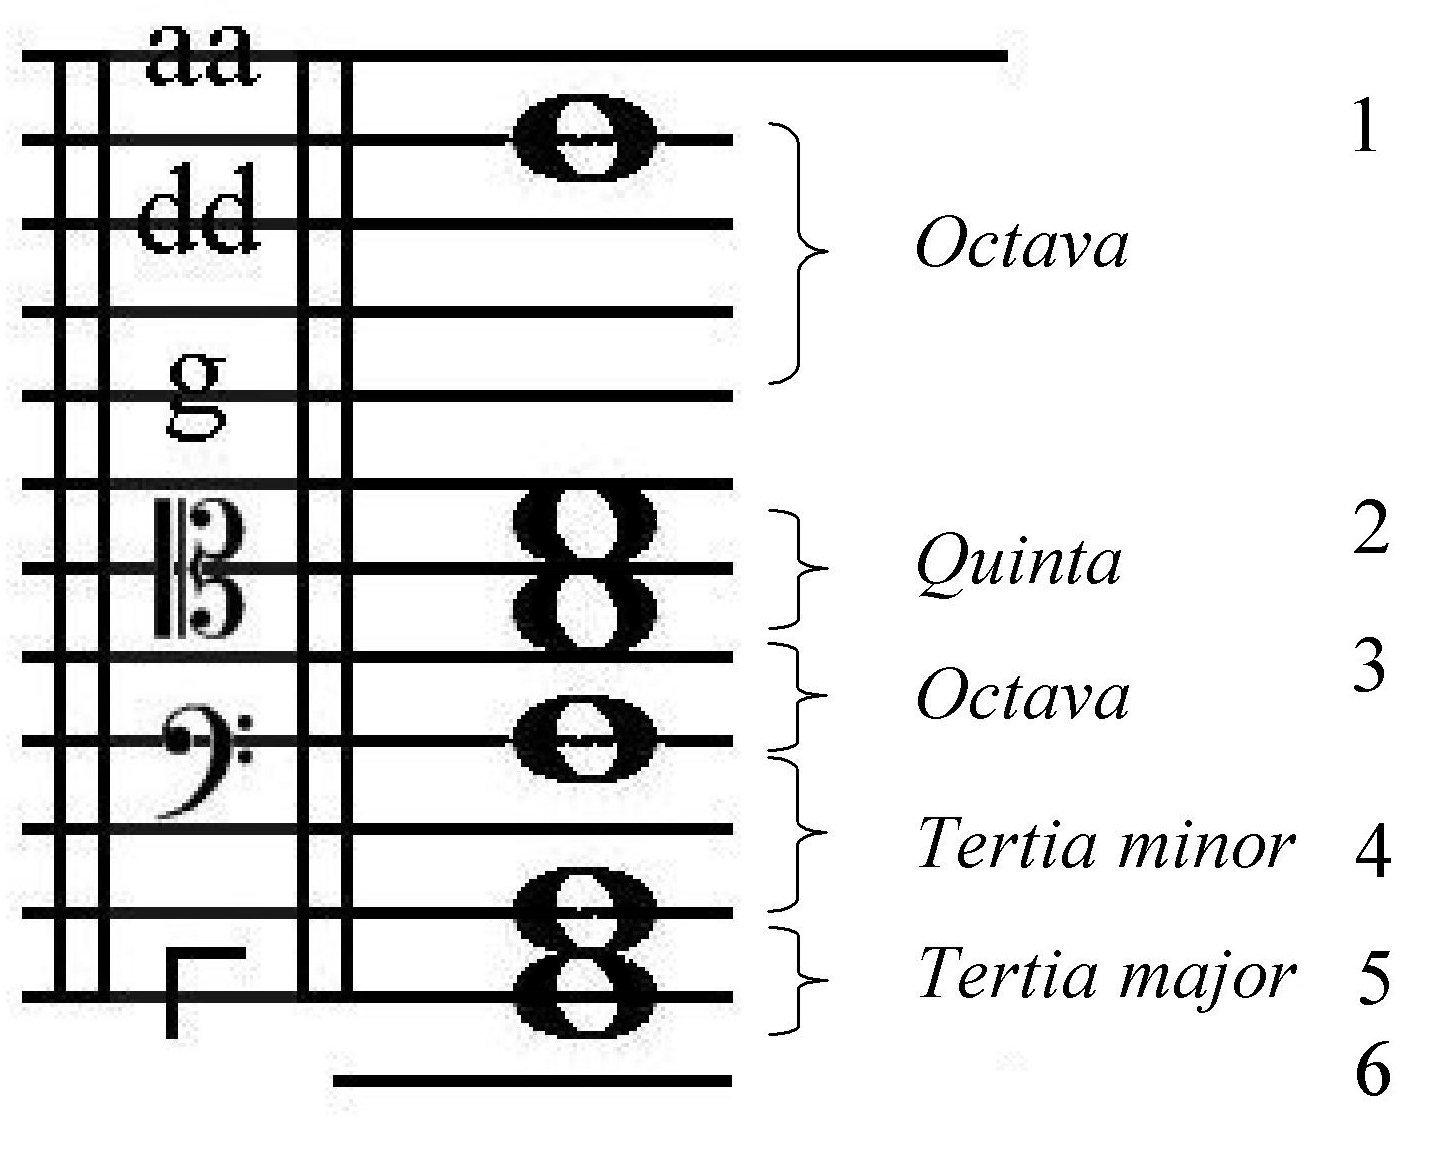 aa
1
dd
Octava
g
2
Quinta
3
Octava
Tertia minor 4
Γ
Tertia major 5
6